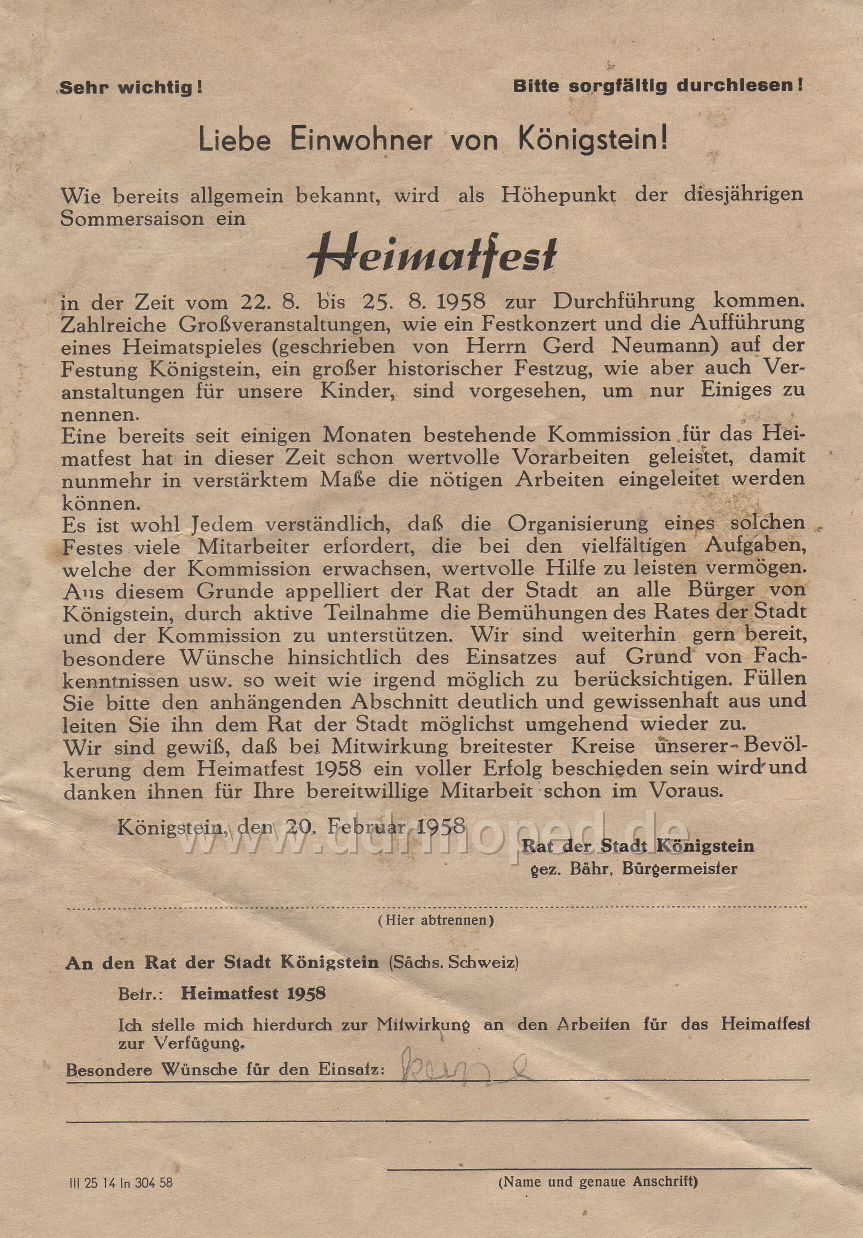 Sehr wichtig! Bitte sorgfältig durchlesen!
Liebe Einwohner von Königstein!
Wie bereits allgemein bekannt, wird als Höhepunkt der diesjährigen
Sommersaison ein
Heimatfest
in der Zeit vom 22. 8. bis 25. 8. 1958 zur Durchführung kommen.
Zahlreiche Großveranstaltungen, wie ein Festkonzert und die Aufführung
eines Heimatspieles (geschrieben von Herrn Gerd Neumann) auf der
Festung Königstein, ein großer historischer Festzug, wie aber auch Ver-
anstaltungen für unsere Kinder, sind vorgesehen, um nur Einiges zu
nennen.
Eine bereits seit einigen Monaten bestehende Kommission für das Hei-
matfest hat in dieser Zeit schon wertvolle Vorarbeiten geleistet, damit
nunmehr in verstärktem Maße die nötigen Arbeiten eingeleitet werden
können.
Es ist wohl Jedem verständlich, daß die Organisierung eines solchen
Festes viele Mitarbeiter erfordert, die bei den vielfältigen Aufgaben,
welche der Kommission erwachsen, wertvolle Hilfe zu leisten vermögen.
Aus diesem Grunde appelliert der Rat der Stadt an alle Bürger von
Königstein, durch aktive Teilnahme die Bemühungen des Rates der Stadt
und der Kommission zu unterstützen. Wir sind weiterhin gern bereit,
besondere Wünsche hinsichtlich des Einsatzes auf Grund von Fach-
kenntnissen usw. so weit wie irgend möglich zu berücksichtigen. Füllen
Sie bitte den anhängenden Abschnitt deutlich und gewissenhaft aus und
leiten Sie ihn dem Rat der Stadt möglichst umgehend wieder zu.
Wir sind gewiß, daß bei Mitwirkung breitester Kreise unserer Bevöl-
kerung dem Heimatfest 1958 ein voller Erfolg beschieden sein wird und
danken ihnen für Ihre bereitwillige Mitarbeit schon im Voraus.
Königstein, den 20. Februar 1958
www.ddrmoped.de
Rat der Stadt Königstein
gez. Bähr, Bürgermeister
(Hier abtrennen)
An den Rat der Stadt Königstein (Sächs. Schweiz)
Betr.: Heimatfest 1958
Ich stelle mich hierdurch zur Mitwirkung an den Arbeiten für das Heimatfest
zur Verfügung.
Besondere Wünsche für den Einsatz: keine
III 25 14 In 304 58 (Name und genaue Anschrift)